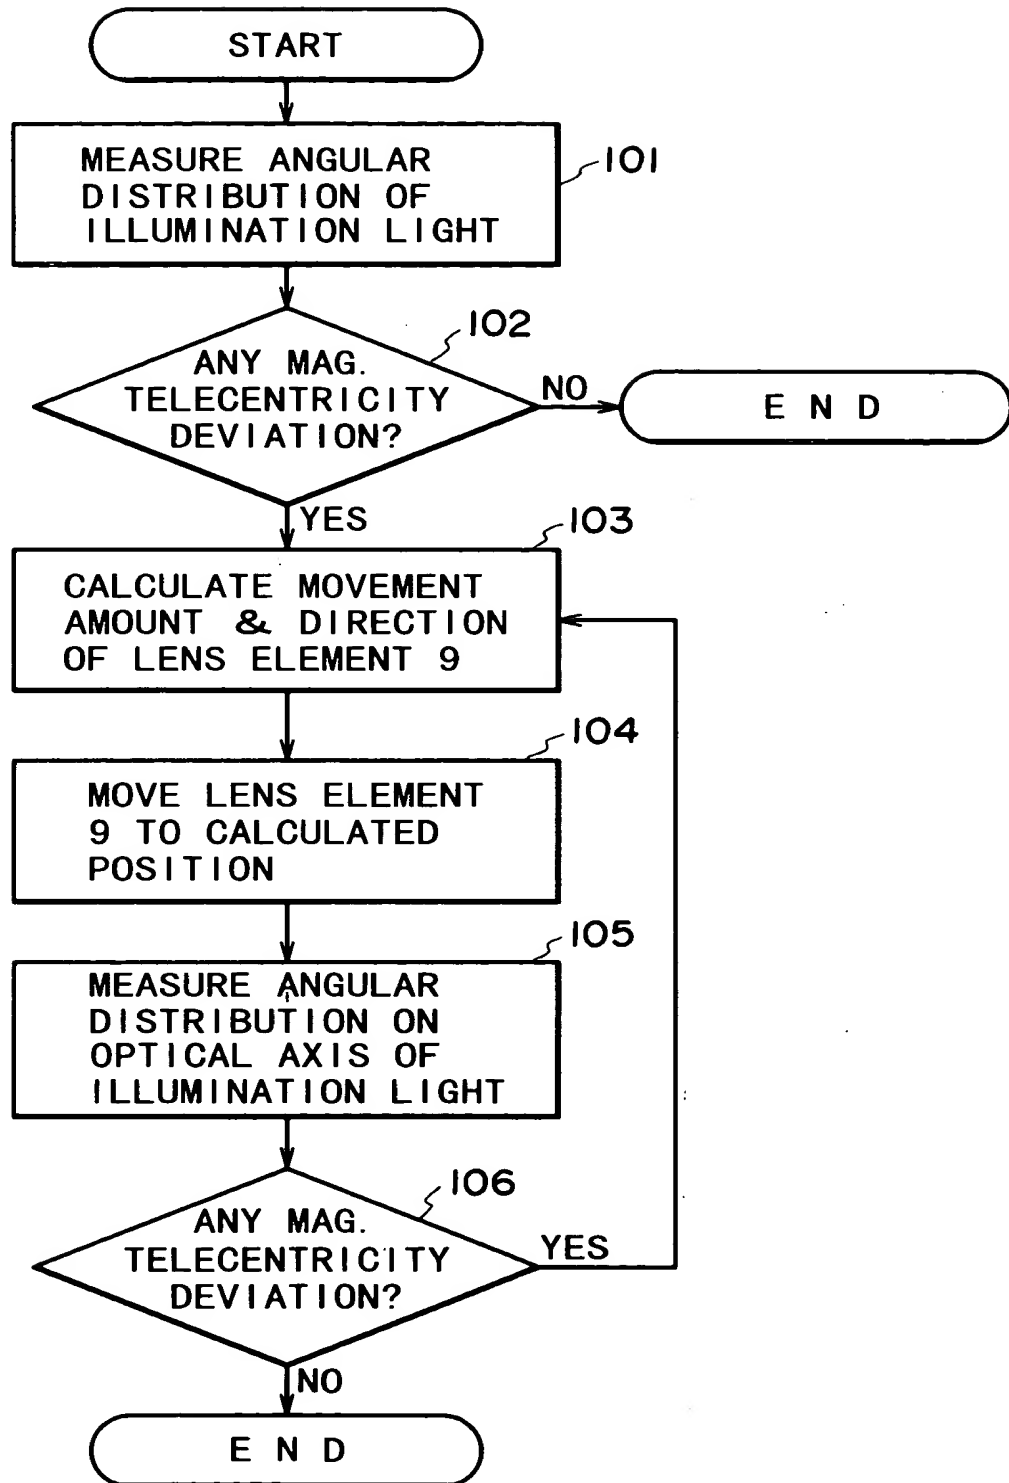 START
MEASURE ANGULAR
DISTRIBUTION OF
ILLUMINATION LIGHT
101
102
ANY MAG.
TELECENTRICITY
DEVIATION?
NO
END
YES
103
CALCULATE MOVEMENT
AMOUNT & DIRECTION
OF LENS ELEMENT 9
104
MOVE LENS ELEMENT
9 TO CALCULATED
POSITION
105
MEASURE ANGULAR
DISTRIBUTION ON
OPTICAL AXIS OF
ILLUMINATION LIGHT
106
ANY MAG.
TELECENTRICITY
DEVIATION?
YES
NO
END